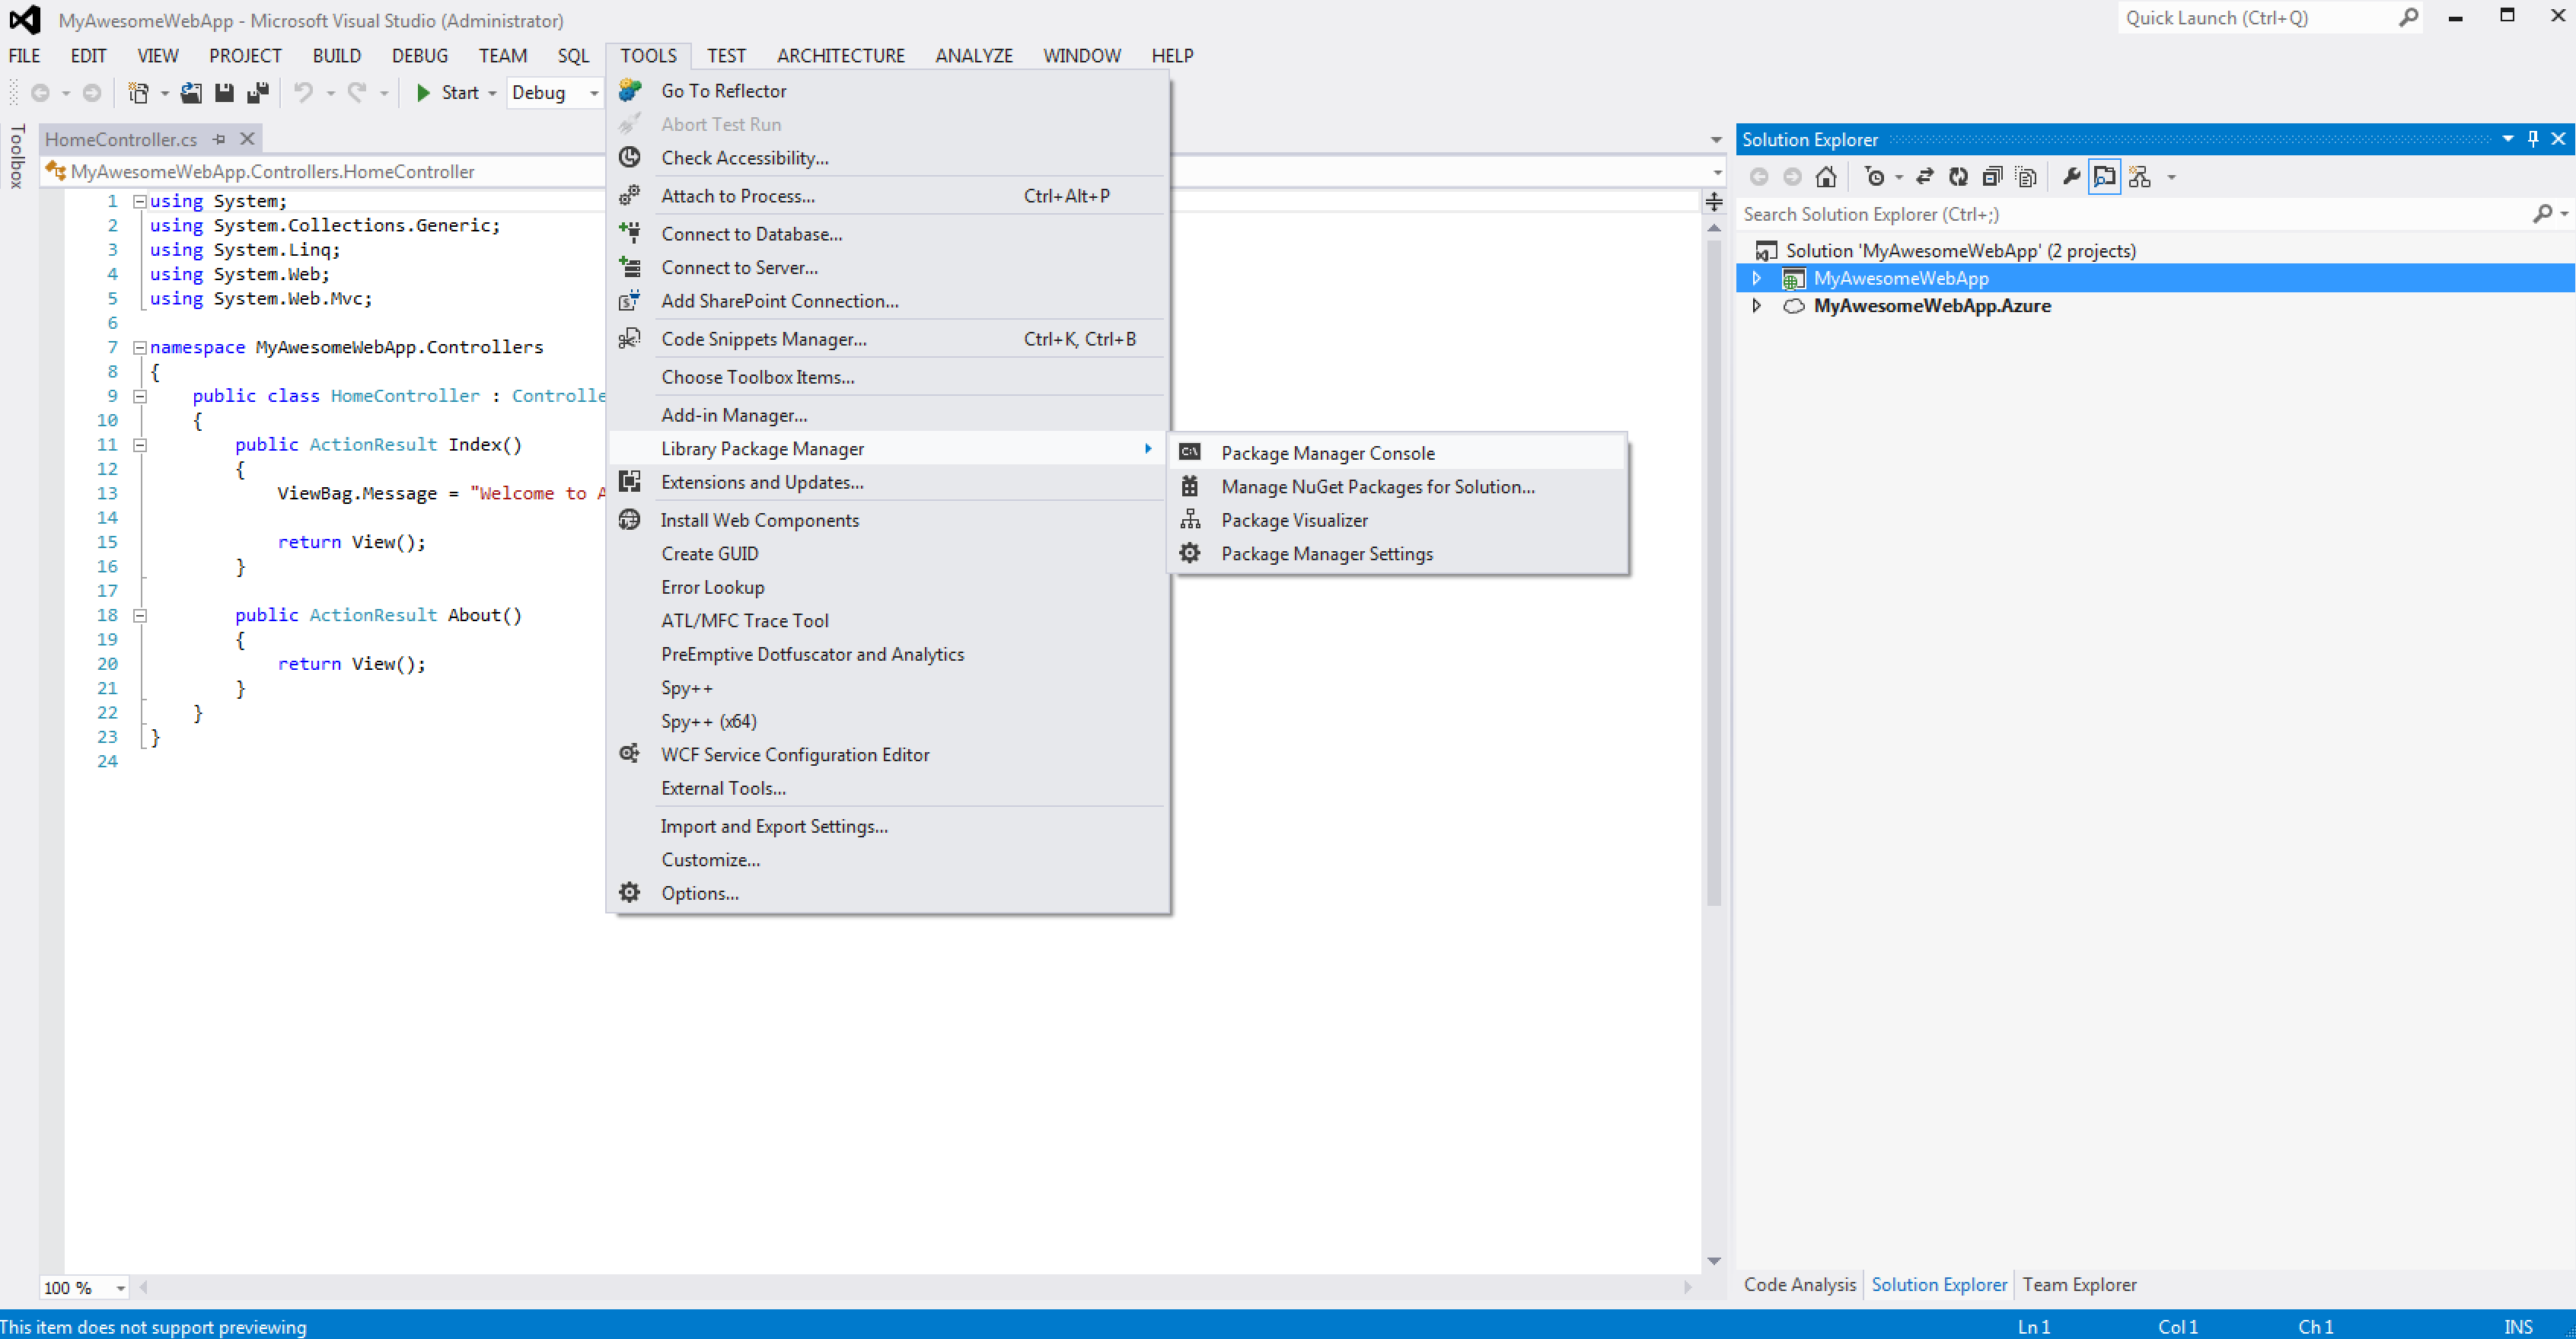 MyAwesomeWebApp - Microsoft Visual Studio (Administrator)
Quick Launch (Ctrl+Q)
FILE EDIT VIEW PROJECT BUILD DEBUG TEAM SQL TOOLS TEST ARCHITECTURE ANALYZE WINDOW HELP
Start Debug
Toolbox
HomeController.cs
MyAwesomeWebApp.Controllers.HomeController
1 using System;
2 using System.Collections.Generic;
3 using System.Linq;
4 using System.Web;
5 using System.Web.Mvc;
6
7 namespace MyAwesomeWebApp.Controllers
8 {
9 public class HomeController : Controlle
10 {
11 public ActionResult Index()
12 {
13 ViewBag.Message = "Welcome to A
14
15 return View();
16 }
17
18 public ActionResult About()
19 {
20 return View();
21 }
22 }
23 }
24
100 %
Go To Reflector
Abort Test Run
Check Accessibility...
Attach to Process... Ctrl+Alt+P
Connect to Database...
Connect to Server...
Add SharePoint Connection...
Code Snippets Manager... Ctrl+K, Ctrl+B
Choose Toolbox Items...
Add-in Manager...
Library Package Manager
Extensions and Updates...
Install Web Components
Create GUID
Error Lookup
ATL/MFC Trace Tool
PreEmptive Dotfuscator and Analytics
Spy++
Spy++ (x64)
WCF Service Configuration Editor
External Tools...
Import and Export Settings...
Customize...
Options...
C:\ Package Manager Console
Manage NuGet Packages for Solution...
Package Visualizer
Package Manager Settings
Solution Explorer
Search Solution Explorer (Ctrl+;)
Solution 'MyAwesomeWebApp' (2 projects)
MyAwesomeWebApp
MyAwesomeWebApp.Azure
Code Analysis Solution Explorer Team Explorer
This item does not support previewing
Ln 1 Col 1 Ch 1 INS